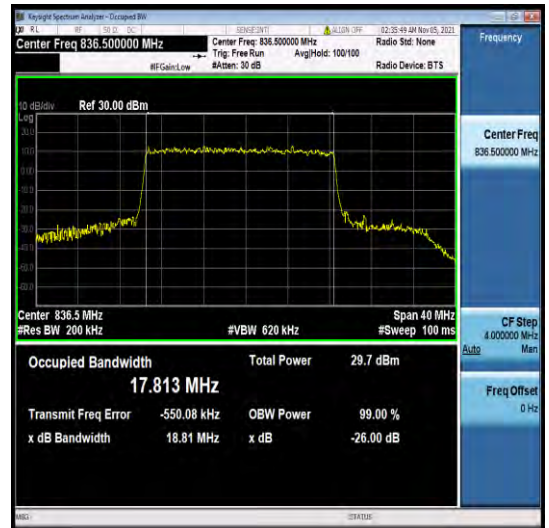 Keysight Spectrum Analyzer - Occupied BW
RL RF 50 Ω DC SENSE:INT ALIGN OFF 02:35:49 AM Nov 05, 2021
Center Freq 836.500000 MHz Center Freq: 836.500000 MHz Radio Std: None Frequency
Trig: Free Run Avg|Hold: 100/100
#IFGain:Low #Atten: 30 dB Radio Device: BTS
10 dB/div Ref 30.00 dBm
Log
Center Freq
836.500000 MHz
Center 836.5 MHz Span 40 MHz
#Res BW 200 kHz #VBW 620 kHz #Sweep 100 ms
CF Step
4.000000 MHz
Auto Man
Occupied Bandwidth Total Power 29.7 dBm
17.813 MHz
Freq Offset
0 Hz
Transmit Freq Error -550.08 kHz OBW Power 99.00 %
x dB Bandwidth 18.81 MHz x dB -26.00 dB
MSG STATUS